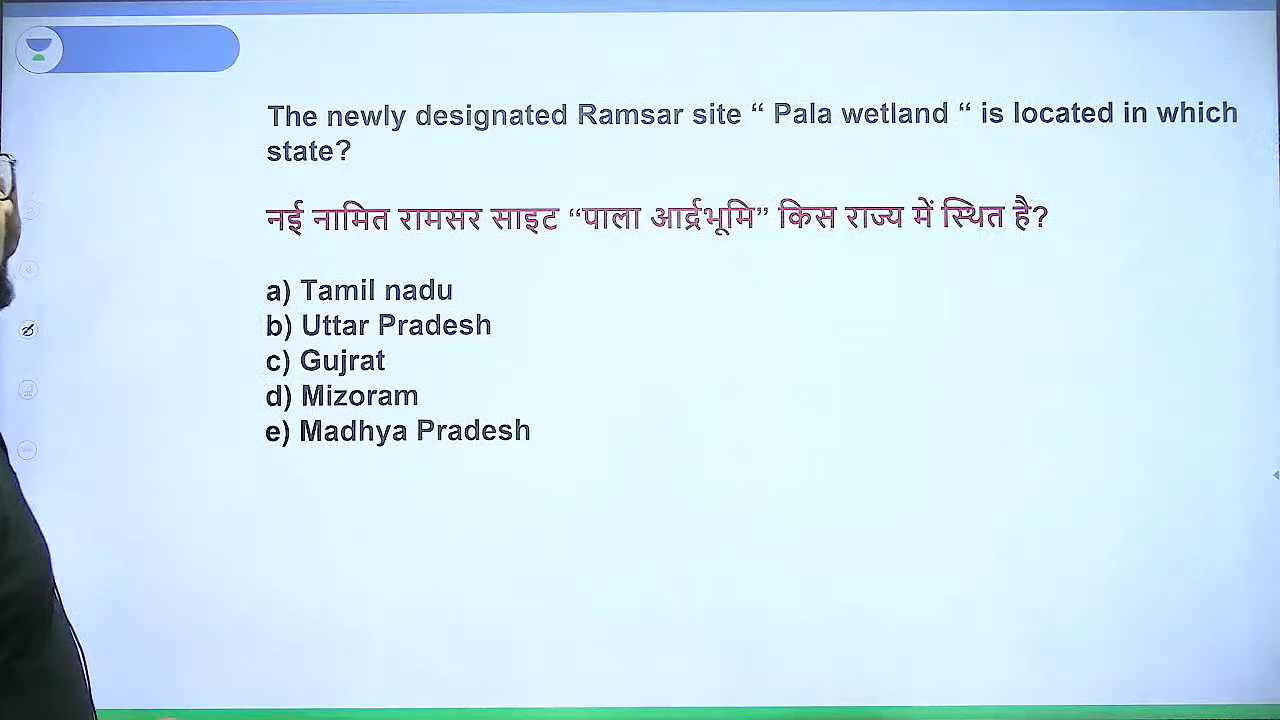 The newly designated Ramsar site “ Pala wetland “ is located in which
state?
नई नामित रामसर साइट “पाला आर्द्रभूमि” किस राज्य में स्थित है?
a) Tamil nadu
b) Uttar Pradesh
c) Gujrat
d) Mizoram
e) Madhya Pradesh